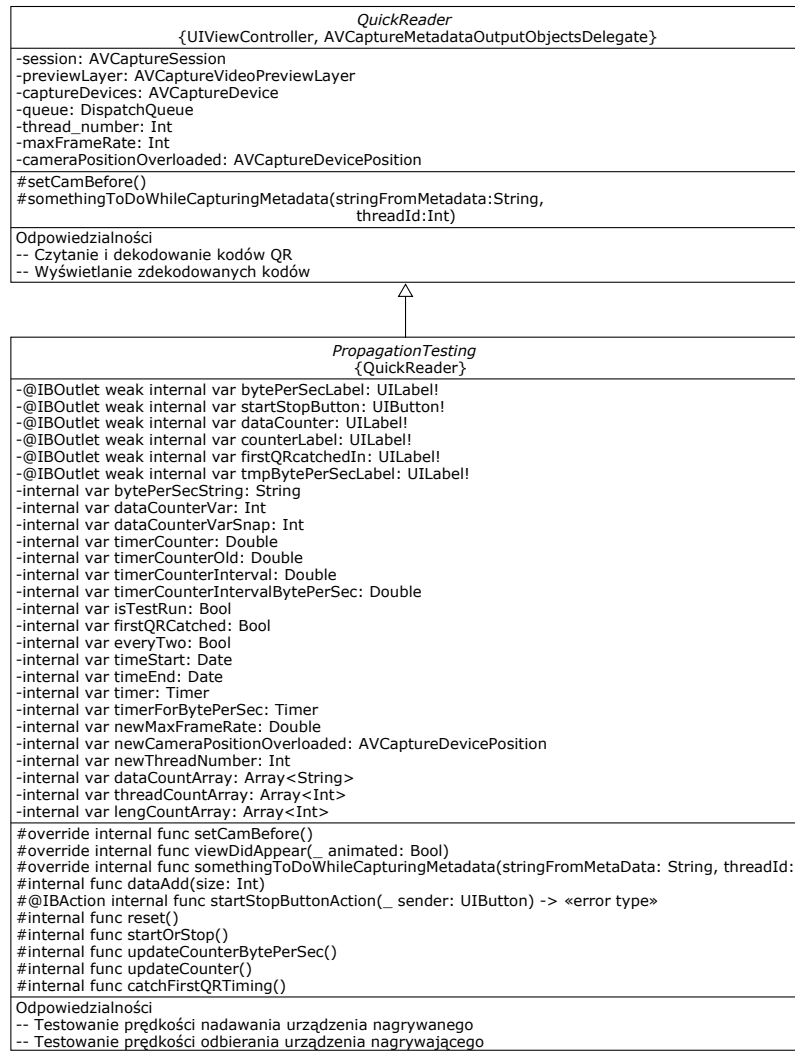 QuickReader
{UIViewController, AVCaptureMetadataOutputObjectsDelegate}
-session: AVCaptureSession
-previewLayer: AVCaptureVideoPreviewLayer
-captureDevices: AVCaptureDevice
-queue: DispatchQueue
-thread_number: Int
-maxFrameRate: Int
-cameraPositionOverloaded: AVCaptureDevicePosition
#setCamBefore()
#somethingToDoWhileCapturingMetadata(stringFromMetadata:String,
threadId:Int)
Odpowiedzialności
-- Czytanie i dekodowanie kodów QR
-- Wyświetlanie zdekodowanych kodów
PropagationTesting
{QuickReader}
-@IBOutlet weak internal var bytePerSecLabel: UILabel!
-@IBOutlet weak internal var startStopButton: UIButton!
-@IBOutlet weak internal var dataCounter: UILabel!
-@IBOutlet weak internal var counterLabel: UILabel!
-@IBOutlet weak internal var firstQRcatchedIn: UILabel!
-@IBOutlet weak internal var tmpBytePerSecLabel: UILabel!
-internal var bytePerSecString: String
-internal var dataCounterVar: Int
-internal var dataCounterVarSnap: Int
-internal var timerCounter: Double
-internal var timerCounterOld: Double
-internal var timerCounterInterval: Double
-internal var timerCounterIntervalBytePerSec: Double
-internal var isTestRun: Bool
-internal var firstQRCatched: Bool
-internal var everyTwo: Bool
-internal var timeStart: Date
-internal var timeEnd: Date
-internal var timer: Timer
-internal var timerForBytePerSec: Timer
-internal var newMaxFrameRate: Double
-internal var newCameraPositionOverloaded: AVCaptureDevicePosition
-internal var newThreadNumber: Int
-internal var dataCountArray: Array<String>
-internal var threadCountArray: Array<Int>
-internal var lengCountArray: Array<Int>
#override internal func setCamBefore()
#override internal func viewDidAppear(_ animated: Bool)
#override internal func somethingToDoWhileCapturingMetadata(stringFromMetaData: String, threadId:
#internal func dataAdd(size: Int)
#@IBAction internal func startStopButtonAction(_ sender: UIButton) -> «error type»
#internal func reset()
#internal func startOrStop()
#internal func updateCounterBytePerSec()
#internal func updateCounter()
#internal func catchFirstQRTiming()
Odpowiedzialności
-- Testowanie prędkości nadawania urządzenia nagrywanego
-- Testowanie prędkości odbierania urządzenia nagrywającego